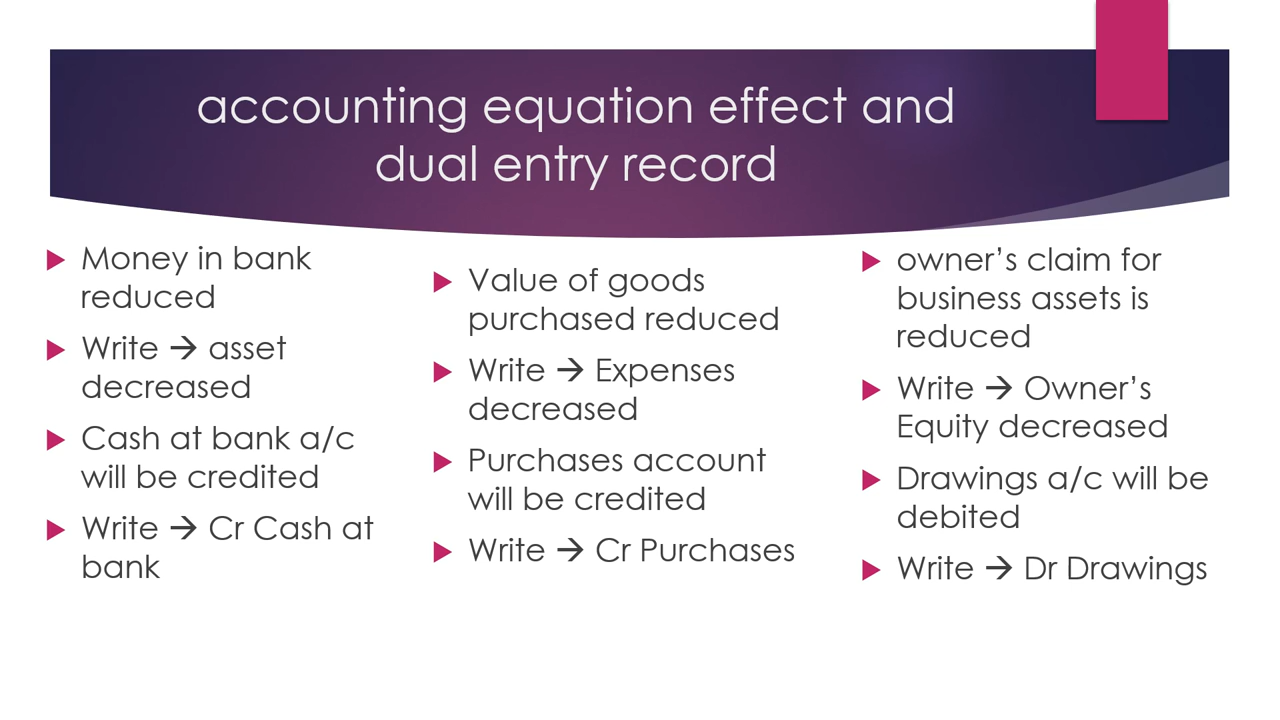 accounting equation effect and
dual entry record
Money in bank
reduced
Write → asset
decreased
Cash at bank a/c
will be credited
Write → Cr Cash at
bank
Value of goods
purchased reduced
Write → Expenses
decreased
Purchases account
will be credited
Write → Cr Purchases
owner’s claim for
business assets is
reduced
Write → Owner’s
Equity decreased
Drawings a/c will be
debited
Write → Dr Drawings